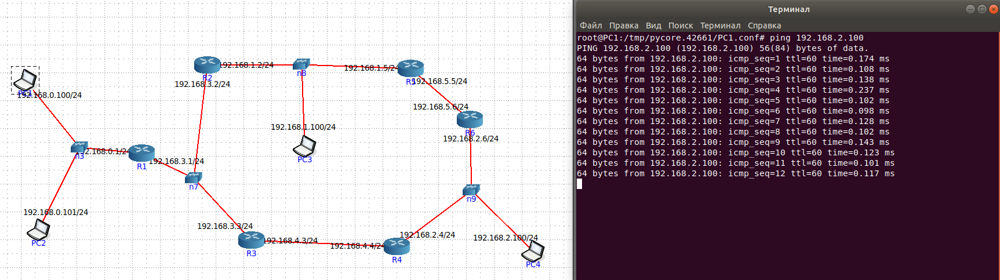 PC1
192.168.0.100/24
n3
192.168.0.1/24
R1
192.168.0.101/24
PC2
R2
192.168.1.2/24
192.168.3.2/24
n8
192.168.1.5/24
R5
192.168.5.5/24
192.168.5.6/24
R6
192.168.2.6/24
192.168.1.100/24
PC3
192.168.3.1/24
n7
192.168.3.3/24
R3
192.168.4.3/24
192.168.4.4/24
R4
192.168.2.4/24
n9
192.168.2.100/24
PC4
Терминал
Файл Правка Вид Поиск Терминал Справка
root@PC1:/tmp/pycore.42661/PC1.conf# ping 192.168.2.100
PING 192.168.2.100 (192.168.2.100) 56(84) bytes of data.
64 bytes from 192.168.2.100: icmp_seq=1 ttl=60 time=0.174 ms
64 bytes from 192.168.2.100: icmp_seq=2 ttl=60 time=0.108 ms
64 bytes from 192.168.2.100: icmp_seq=3 ttl=60 time=0.138 ms
64 bytes from 192.168.2.100: icmp_seq=4 ttl=60 time=0.237 ms
64 bytes from 192.168.2.100: icmp_seq=5 ttl=60 time=0.102 ms
64 bytes from 192.168.2.100: icmp_seq=6 ttl=60 time=0.098 ms
64 bytes from 192.168.2.100: icmp_seq=7 ttl=60 time=0.128 ms
64 bytes from 192.168.2.100: icmp_seq=8 ttl=60 time=0.102 ms
64 bytes from 192.168.2.100: icmp_seq=9 ttl=60 time=0.143 ms
64 bytes from 192.168.2.100: icmp_seq=10 ttl=60 time=0.123 ms
64 bytes from 192.168.2.100: icmp_seq=11 ttl=60 time=0.101 ms
64 bytes from 192.168.2.100: icmp_seq=12 ttl=60 time=0.117 ms